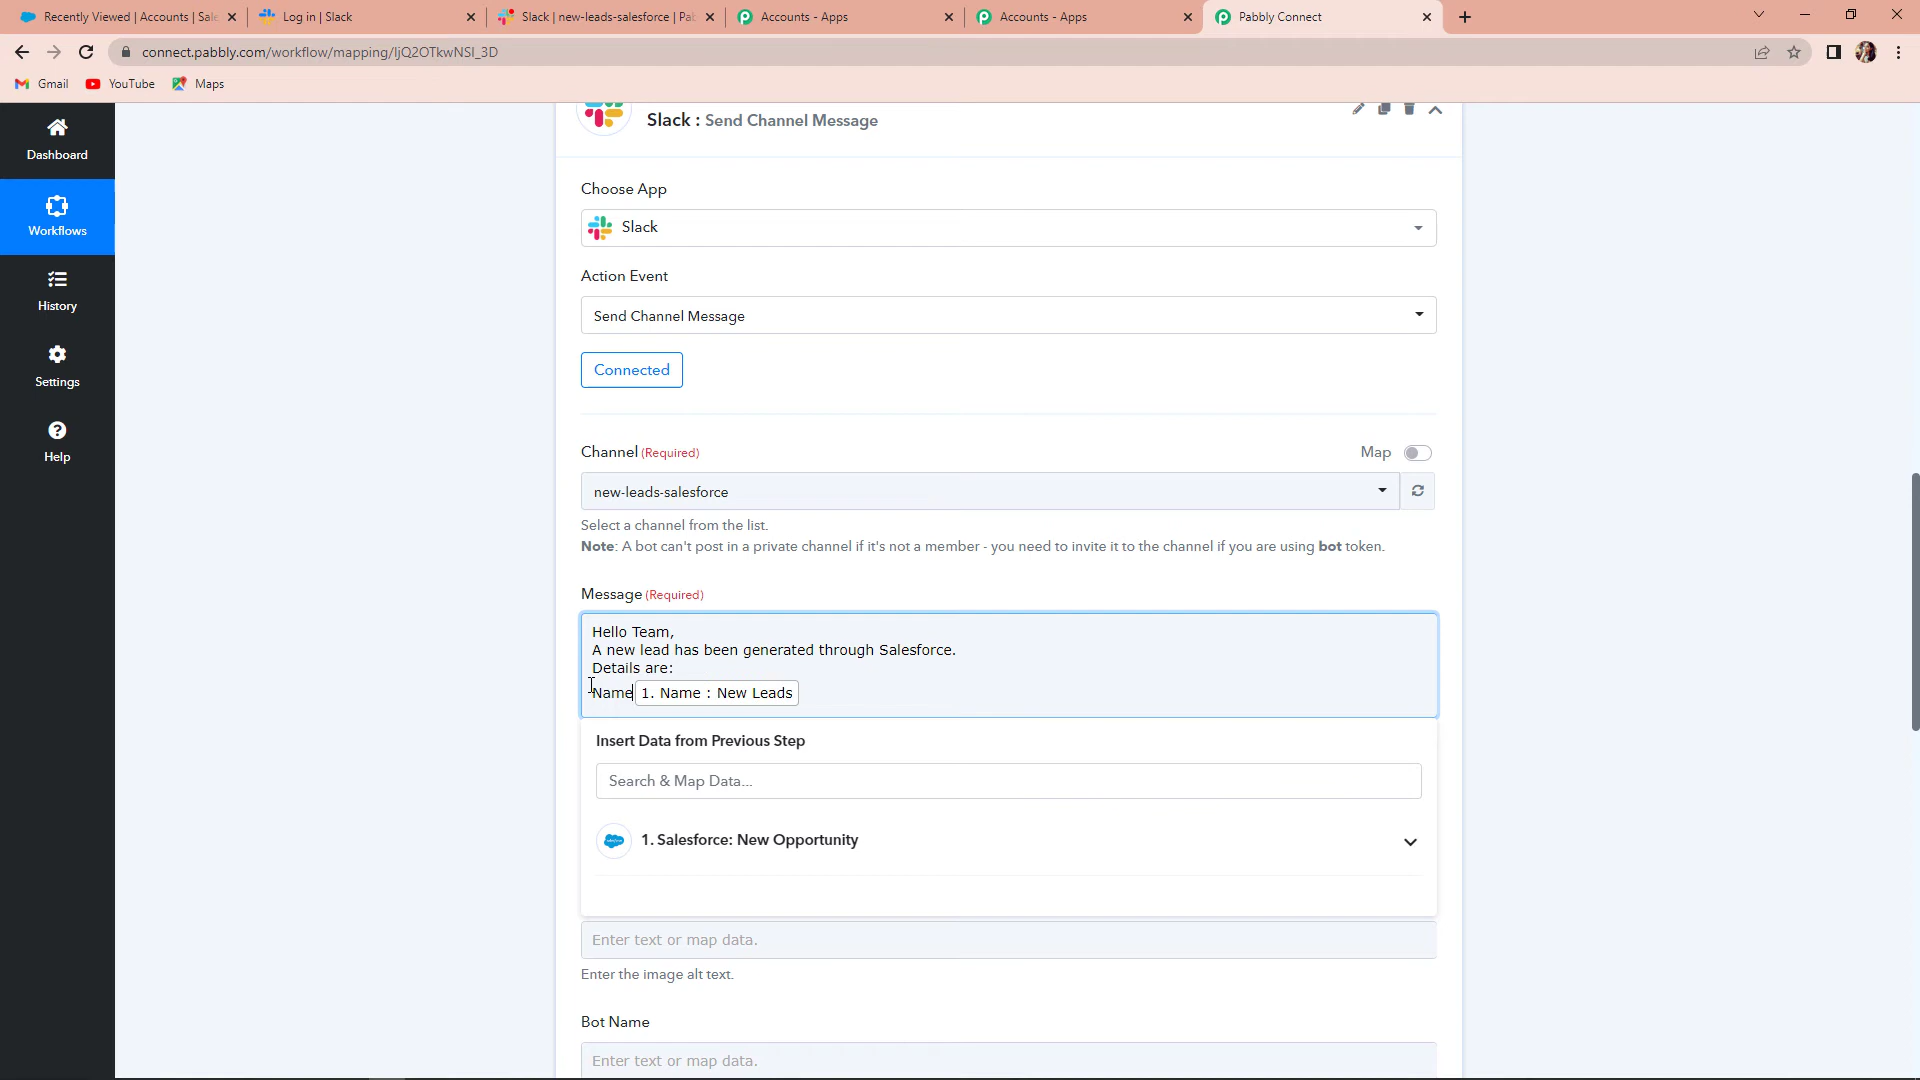 Recently Viewed | Accounts | Sale
Log in | Slack
Slack | new-leads-salesforce | Pab
Accounts - Apps
Accounts - Apps
Pabbly Connect
connect.pabbly.com/workflow/mapping/IjQ2OTkwNSI_3D
Gmail
YouTube
Maps
Dashboard
Workflows
History
Settings
Help
Slack : Send Channel Message
Choose App
Slack
Action Event
Send Channel Message
Connected
Channel (Required)
Map
new-leads-salesforce
Select a channel from the list.
Note: A bot can't post in a private channel if it's not a member - you need to invite it to the channel if you are using bot token.
Message (Required)
Hello Team,
A new lead has been generated through Salesforce.
Details are:
Name 1. Name : New Leads
Insert Data from Previous Step
Search & Map Data...
1. Salesforce: New Opportunity
Enter text or map data.
Enter the image alt text.
Bot Name
Enter text or map data.